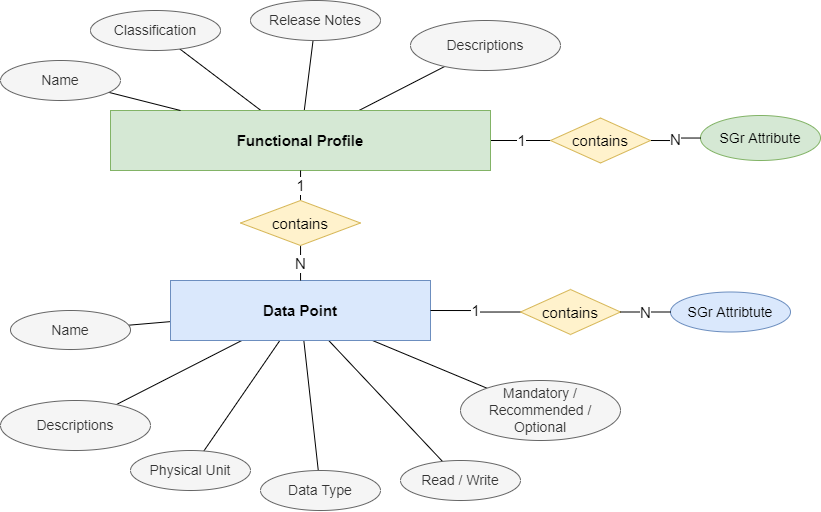 Release Notes
Classification
Descriptions
Name
Functional Profile
1
contains
N
SGr Attribute
1
contains
N
Data Point
1
contains
N
SGr Attribtute
Name
Descriptions
Physical Unit
Data Type
Read / Write
Mandatory /
Recommended /
Optional